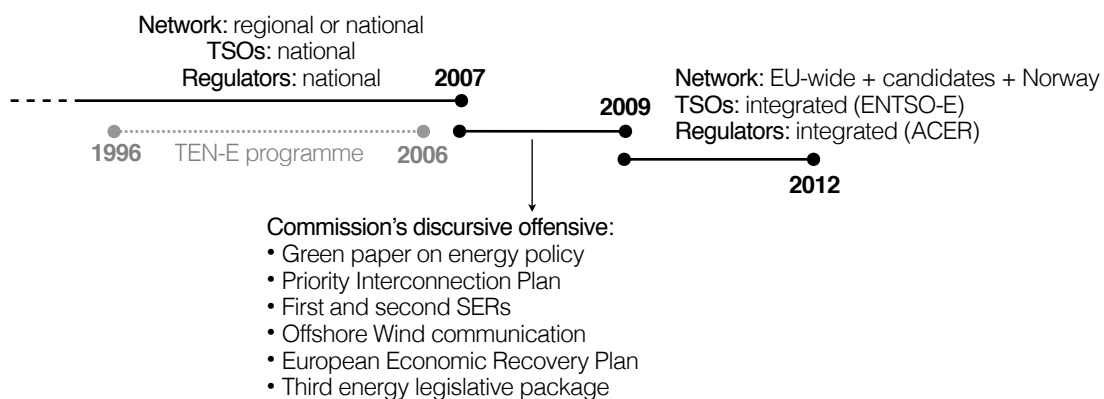 Network: regional or national
TSOs: national
Regulators: national
2007
Network: EU-wide + candidates + Norway
TSOs: integrated (ENTSO-E)
Regulators: integrated (ACER)
2009
1996
TEN-E programme
2006
2012
Commission’s discursive offensive:
• Green paper on energy policy
• Priority Interconnection Plan
• First and second SERs
• Offshore Wind communication
• European Economic Recovery Plan
• Third energy legislative package